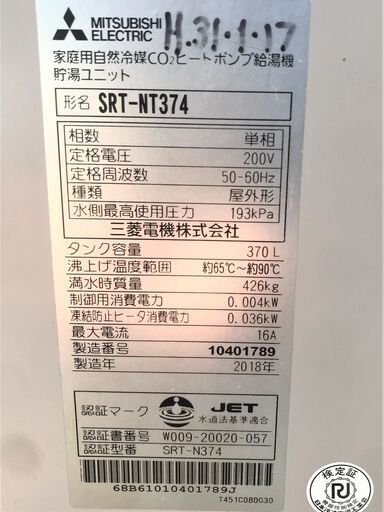 MITSUBISHI
ELECTRIC
H.31.1.17
家庭用自然冷媒CO₂ヒートポンプ給湯機
貯湯ユニット
形名 SRT-NT374
相数 単相
定格電圧 200V
定格周波数 50-60Hz
種類 屋外形
水側最高使用圧力 193kPa
三菱電機株式会社
タンク容量 370L
沸上げ温度範囲 約65℃~約90℃
満水時質量 426kg
制御用消費電力 0.004kW
凍結防止ヒータ消費電力 0.036kW
最大電流 16A
製造番号 10401789
製造年 2018年
認証マーク JET
水道法基準適合
認証書番号 W009-20020-057
認証型番 SRT-N374
68B61010401789J
T451C080G30
検定証